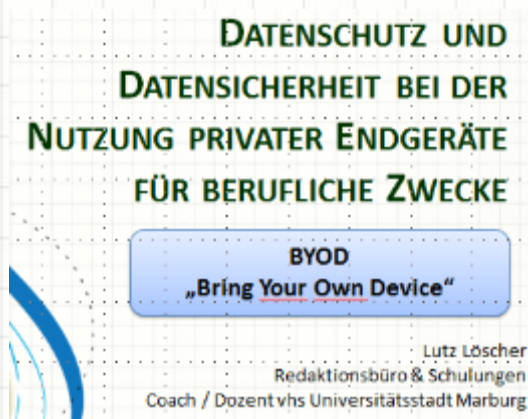 DATENSCHUTZ UND
DATENSICHERHEIT BEI DER
NUTZUNG PRIVATER ENDGERÄTE
FÜR BERUFLICHE ZWECKE
BYOD
„Bring Your Own Device“
Lutz Löscher
Redaktionsbüro & Schulungen
Coach / Dozent vhs Universitätsstadt Marburg